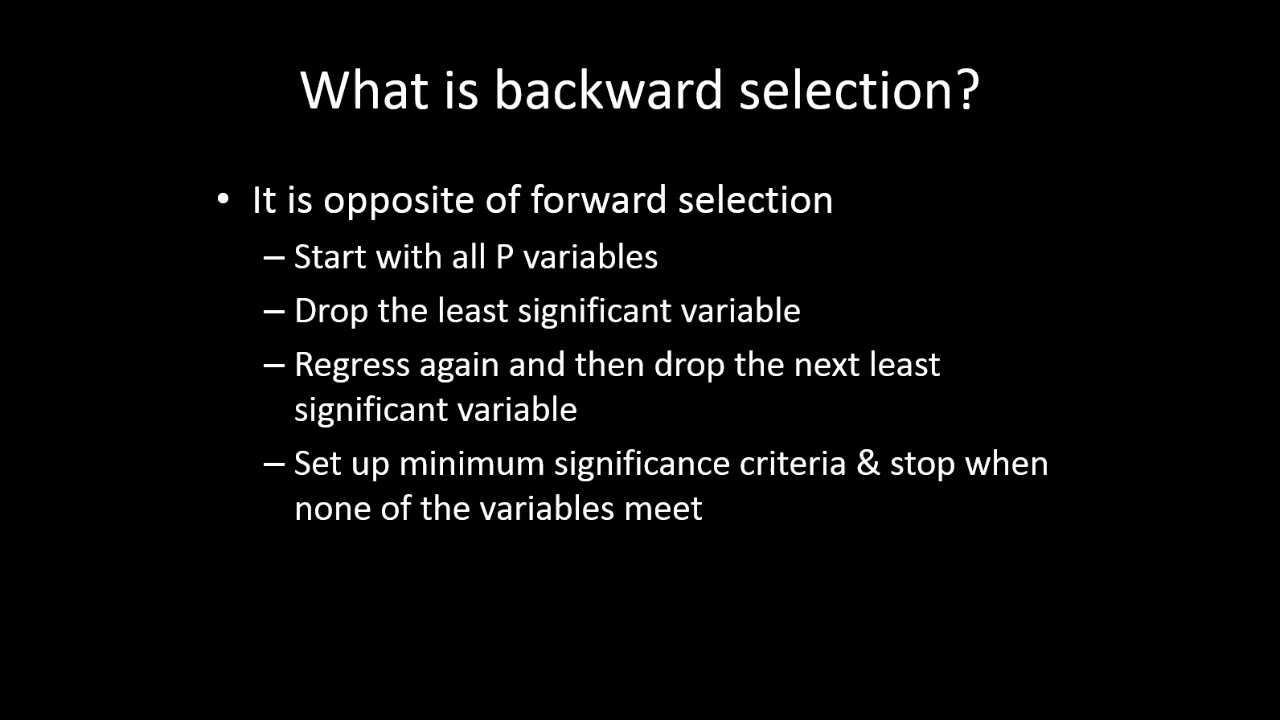 What is backward selection?
• It is opposite of forward selection
– Start with all P variables
– Drop the least significant variable
– Regress again and then drop the next least
significant variable
– Set up minimum significance criteria & stop when
none of the variables meet